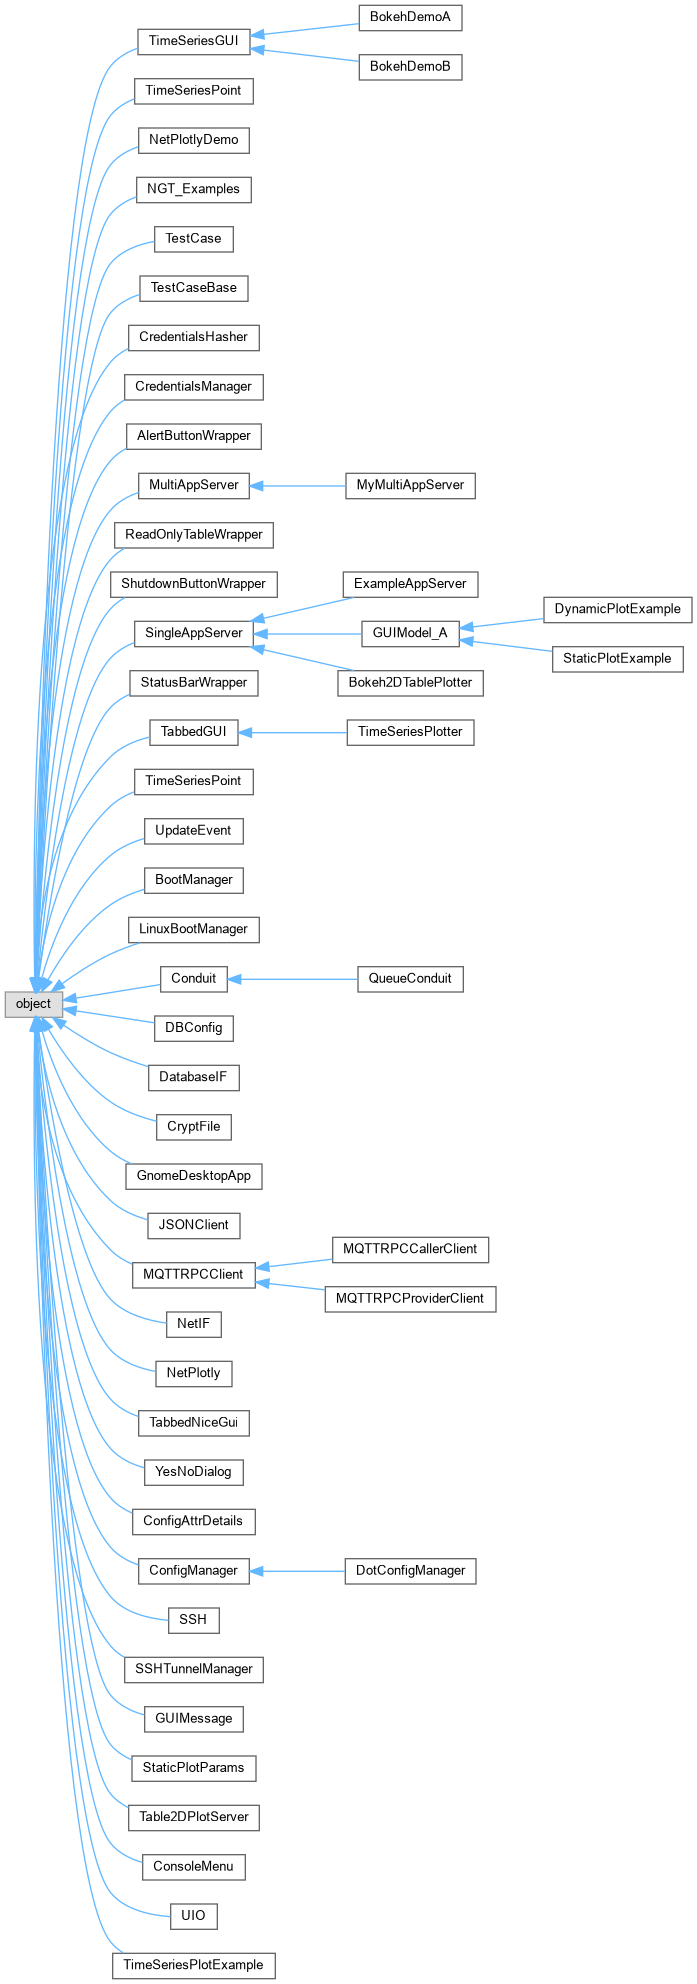 BokehDemoA
TimeSeriesGUI
BokehDemoB
TimeSeriesPoint
NetPlotlyDemo
NGT_Examples
TestCase
TestCaseBase
CredentialsHasher
CredentialsManager
AlertButtonWrapper
MultiAppServer
MyMultiAppServer
ReadOnlyTableWrapper
ShutdownButtonWrapper
ExampleAppServer
DynamicPlotExample
SingleAppServer
GUIModel_A
StaticPlotExample
StatusBarWrapper
Bokeh2DTablePlotter
TabbedGUI
TimeSeriesPlotter
TimeSeriesPoint
UpdateEvent
BootManager
LinuxBootManager
Conduit
QueueConduit
object
DBConfig
DatabaseIF
CryptFile
GnomeDesktopApp
JSONClient
MQTTRPCCallerClient
MQTTRPCClient
MQTTRPCProviderClient
NetIF
NetPlotly
TabbedNiceGui
YesNoDialog
ConfigAttrDetails
ConfigManager
DotConfigManager
SSH
SSHTunnelManager
GUIMessage
StaticPlotParams
Table2DPlotServer
ConsoleMenu
UIO
TimeSeriesPlotExample